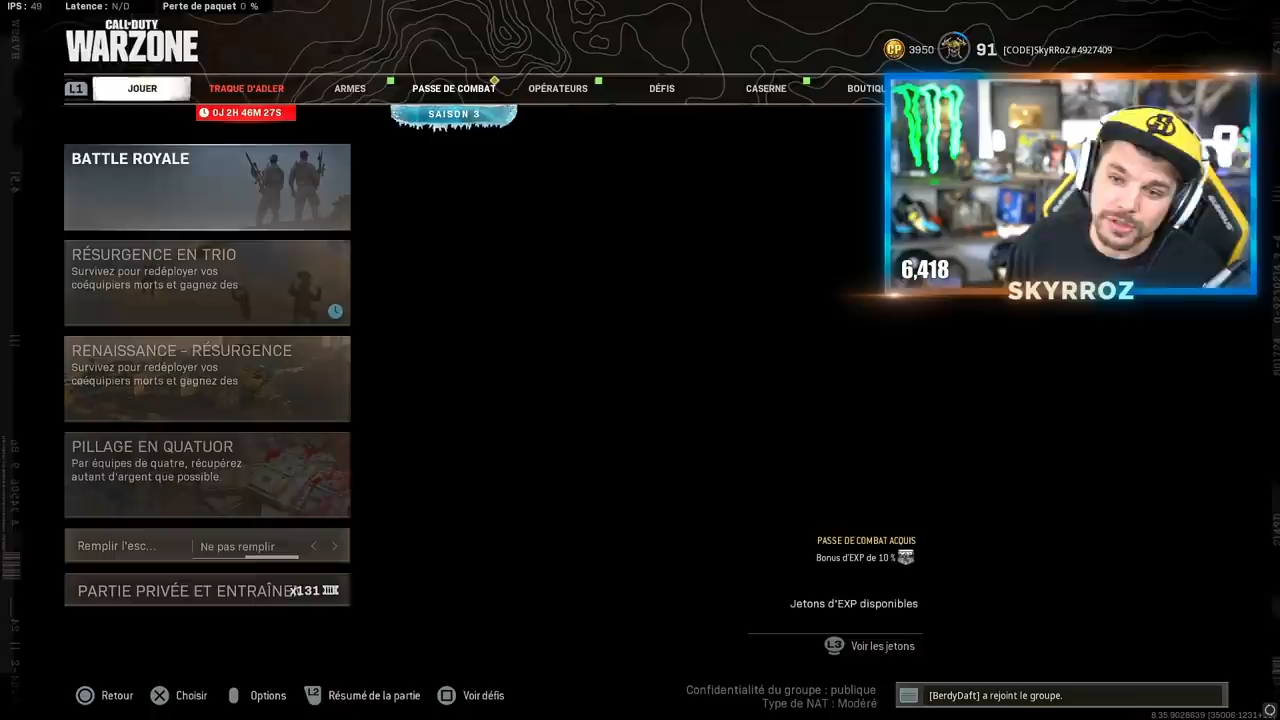 IPS : 49 Latence : N/D Perte de paquet 0 %
CALL·DUTY
WARZONE
CP 3950 91 [CODE]SkyRRoZ#4927409
L1 JOUER TRAQUE D'ADLER ARMES PASSE DE COMBAT OPÉRATEURS DÉFIS CASERNE BOUTIQU
0J 2H 46M 27S
SAISON 3
BATTLE ROYALE
RÉSURGENCE EN TRIO
Survivez pour redéployer vos
coéquipiers morts et gagnez des
6,418
SKYRROZ
RENAISSANCE - RÉSURGENCE
Survivez pour redéployer vos
coéquipiers morts et gagnez des
PILLAGE EN QUATUOR
Par équipes de quatre, récupérez
autant d'argent que possible.
Remplir l'esc... Ne pas remplir
PASSE DE COMBAT ACQUIS
Bonus d'EXP de 10 %
PARTIE PRIVÉE ET ENTRAÎNE x131
Jetons d'EXP disponibles
L3 Voir les jetons
Retour Choisir Options L2 Résumé de la partie Voir défis
Confidentialité du groupe : publique
Type de NAT : Modéré
[BerdyDaft] a rejoint le groupe.